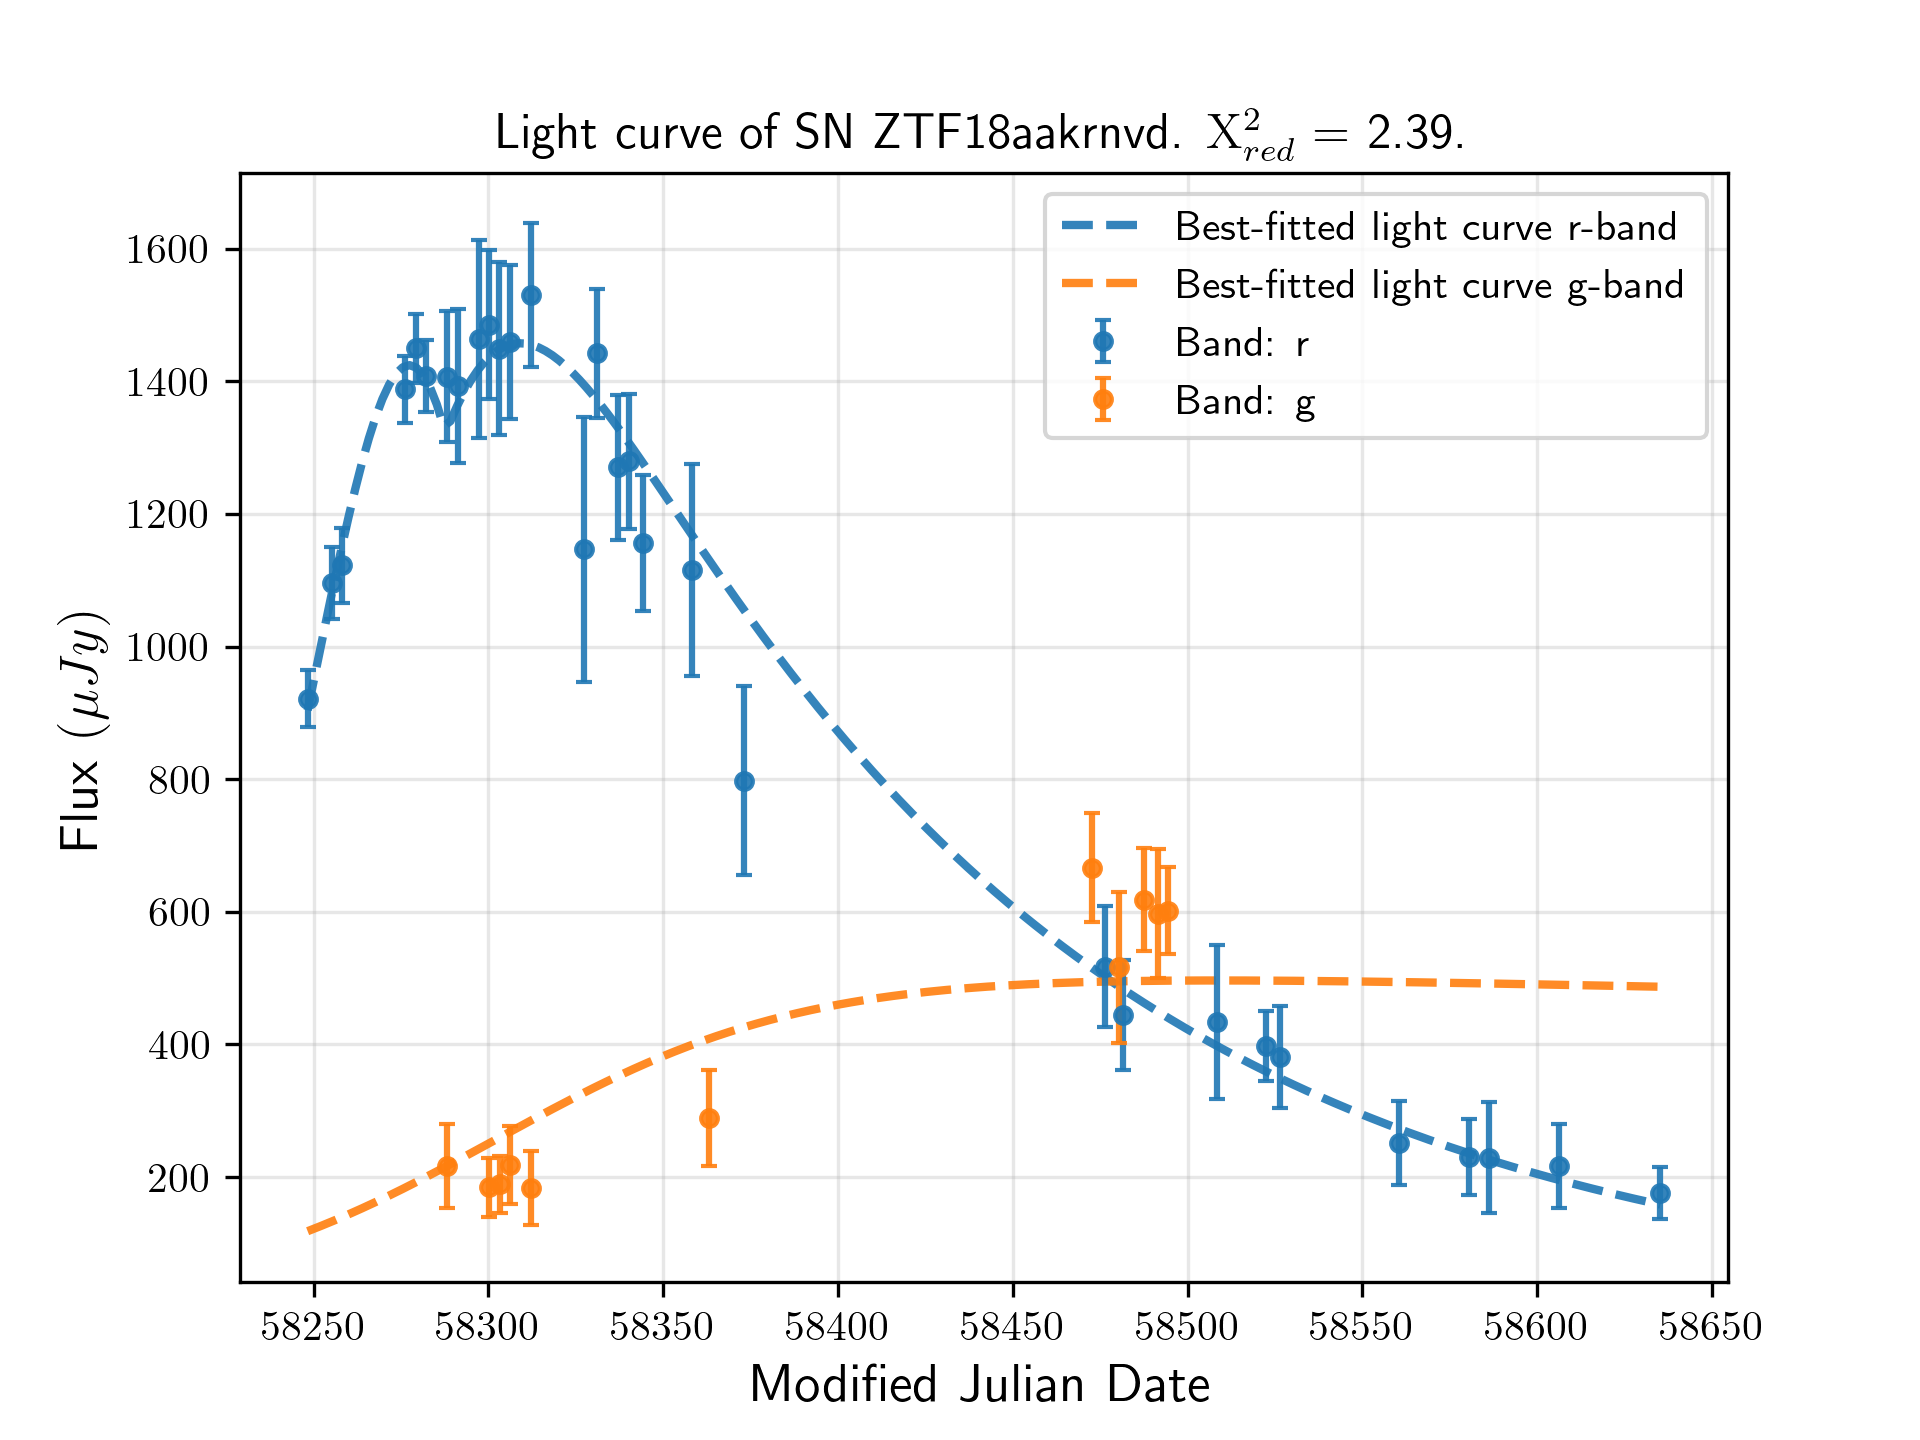 Light curve of SN ZTF18aakrnvd. X²red = 2.39.
Best-fitted light curve r-band
Best-fitted light curve g-band
Band: r
Band: g
1600
1400
1200
1000
800
600
400
200
Flux (μJy)
58250 58300 58350 58400 58450 58500 58550 58600 58650
Modified Julian Date